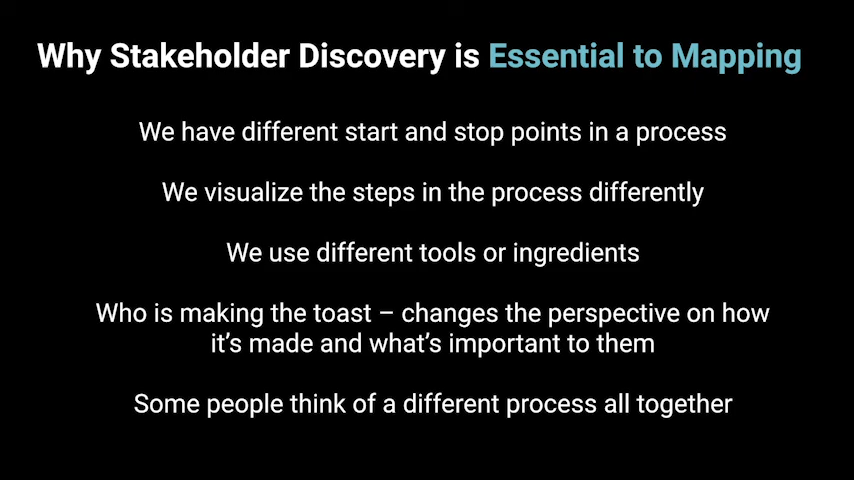 Why Stakeholder Discovery is Essential to Mapping
We have different start and stop points in a process
We visualize the steps in the process differently
We use different tools or ingredients
Who is making the toast – changes the perspective on how
it’s made and what’s important to them
Some people think of a different process all together